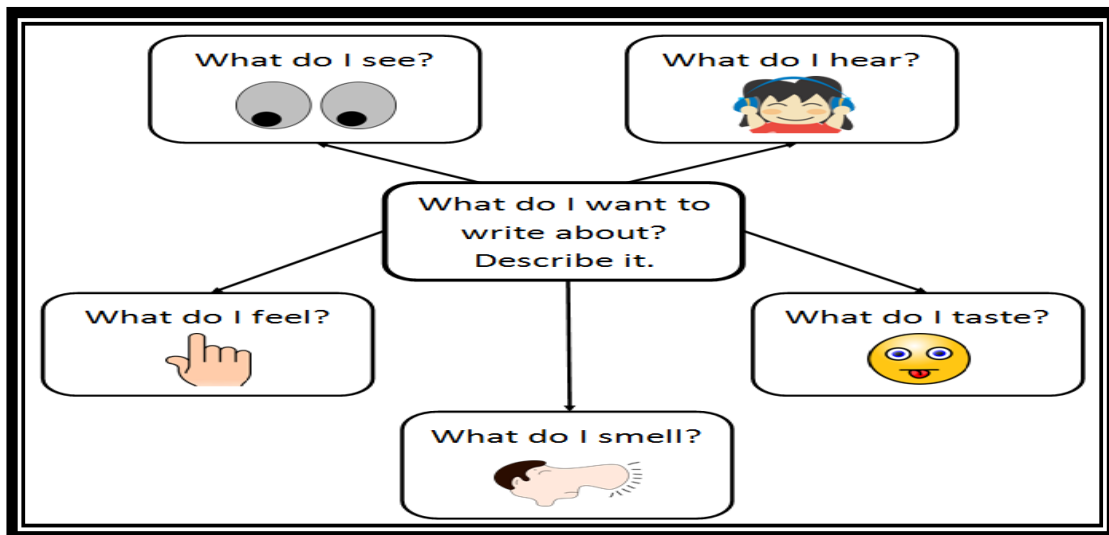 What do I see?
What do I hear?
What do I want to
write about?
Describe it.
What do I feel?
What do I taste?
What do I smell?